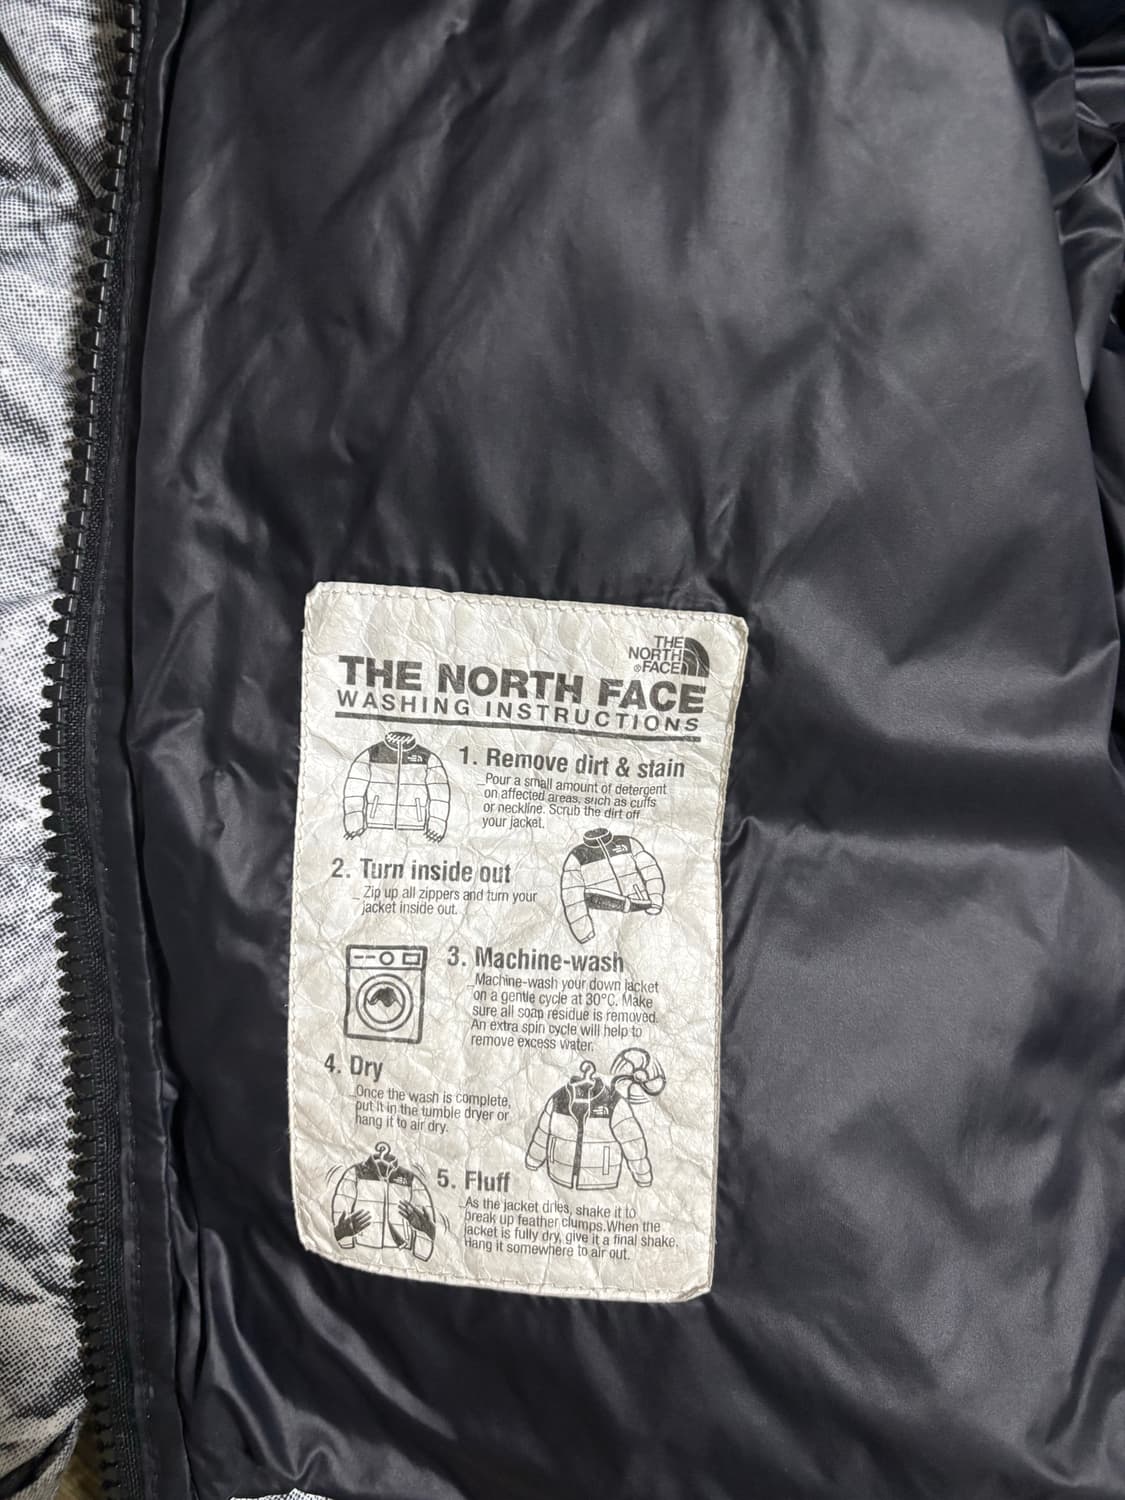 THE
NORTH
®FACE
THE NORTH FACE
WASHING INSTRUCTIONS
1. Remove dirt & stain
_Pour a small amount of detergent
on affected areas, such as cuffs
or neckline. Scrub the dirt off
your jacket.
2. Turn inside out
_Zip up all zippers and turn your
jacket inside out.
3. Machine-wash
_Machine-wash your down jacket
on a gentle cycle at 30°C. Make
sure all soap residue is removed.
An extra spin cycle will help to
remove excess water.
4. Dry
_Once the wash is complete,
put it in the tumble dryer or
hang it to air dry.
5. Fluff
_As the jacket dries, shake it to
break up feather clumps.When the
jacket is fully dry, give it a final shake.
Hang it somewhere to air out.